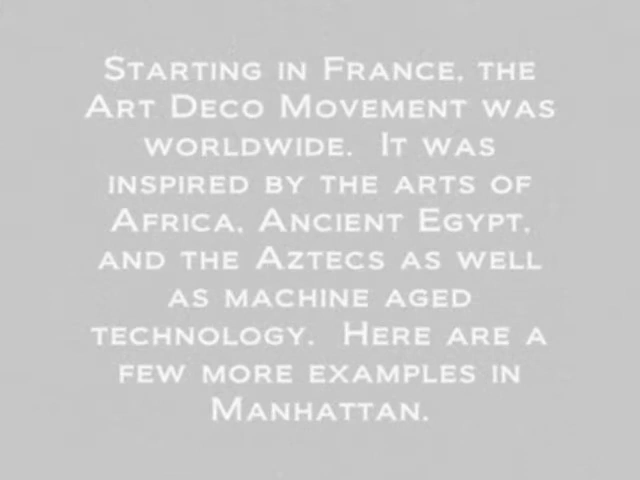 Starting in France, the
Art Deco Movement was
worldwide. It was
inspired by the arts of
Africa, Ancient Egypt,
and the Aztecs as well
as machine aged
technology. Here are a
few more examples in
Manhattan.